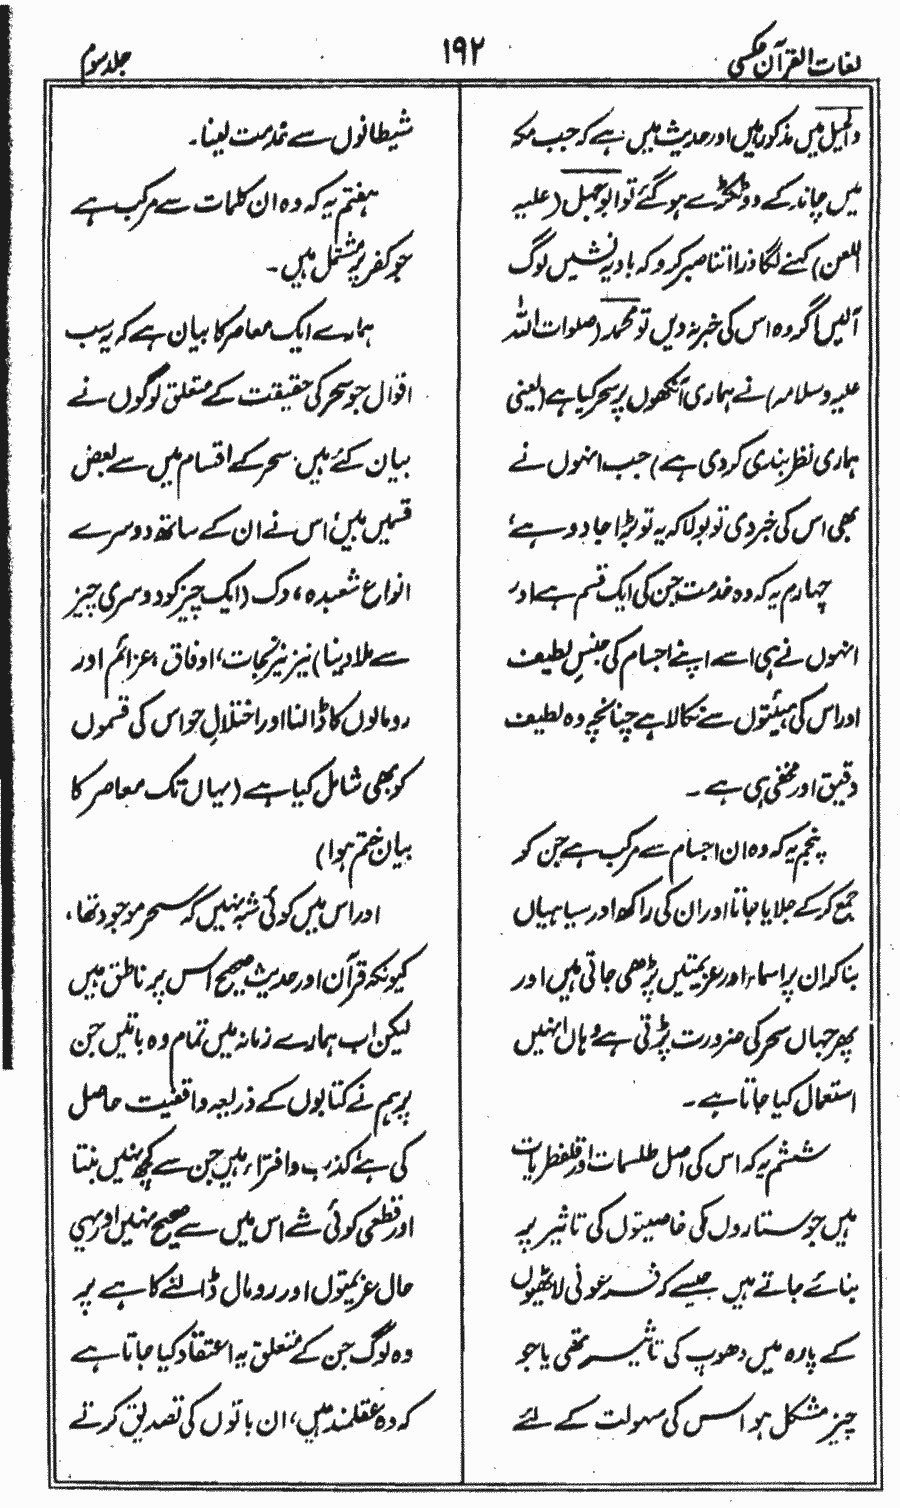 لغات القرآن عکسی
۱۹۲
جلد سوم
میں مذکور ہیں اور حدیث میں ہے کہ جب مکہ
میں چاند کے دو ٹکڑے ہو گئے تو ابو جہل (علیہ
اللعن) کہنے لگا ذرا اتنا صبر کرو کہ بادیہ نشیں لوگ
آلیں اگر وہ اس کی خبر نہ دیں تو محمد (صلوات اللہ
علیہ وسلامہ) نے ہماری آنکھوں پر سحر کیا ہے (یعنی
ہماری نظر بندی کر دی ہے) جب انہوں نے
بھی اس کی خبر دی تو بولا کہ یہ تو بڑا جادو ہے؛
چہارم یہ کہ وہ خدمت جن کی ایک قسم ہے اور
انہوں نے ہی اسے اپنے اجسام کی جنسِ لطیف
اور اس کی ہیئتوں سے نکالا ہے چنانچہ وہ لطیف
دقیق اور مخفی ہی ہے۔
پنجم یہ کہ وہ ان اجسام سے مرکب ہے جن کو
جمع کر کے جلایا جاتا اور ان کی راکھ اور سیاہیاں
بنا کر ان پر اسماء اور عزیمتیں پڑھی جاتی ہیں اور
پھر جہاں سحر کی ضرورت پڑتی ہے وہاں انہیں
استعمال کیا جاتا ہے۔
ششم یہ کہ اس کی اصل طلسمات اور قلفطریات
ہیں جو ستاروں کی خاصیتوں کی تاثیر پر
بنائے جاتے ہیں جیسے کہ فرعونی لاٹھیوں
کے پارہ میں دھوپ کی تاثیر تھی یا جو
چیز مشکل ہو اس کی سہولت کے لئے
شیطانوں سے خدمت لینا۔
ہفتم یہ کہ وہ ان کلمات سے مرکب ہے
جو کفر پر مشتمل ہیں۔
ہمارے ایک معاصر کا بیان ہے کہ یہ سب
اقوال جو سحر کی حقیقت کے متعلق لوگوں نے
بیان کئے ہیں، سحر کے اقسام میں سے بعض
قسمیں ہیں، اس نے ان کے ساتھ دوسرے
انواع شعبدہ، دک (ایک چیز کو دوسری چیز
سے ملا دینا) نیز نیرنجات، اوفاق، عزائم اور
رومالوں کا ڈالنا اور اختلالِ حواس کی قسموں
کو بھی شامل کیا ہے (یہاں تک معاصر کا
بیان ختم ہوا)
اور اس میں کوئی شبہ نہیں کہ سحر موجود تھا،
کیونکہ قرآن اور حدیث صحیح اس پر ناطق ہیں
لیکن اب ہمارے زمانہ میں تمام وہ باتیں جن
پر ہم نے کتابوں کے ذریعہ واقفیت حاصل
کی ہے کذب وافتراء ہیں جن سے کچھ نہیں بنتا
اور قطعی کوئی شے اس میں سے صحیح نہیں اور یہی
حال عزیمتوں اور رومال ڈالنے کا ہے پر
وہ لوگ جن کے متعلق یہ اعتقاد کیا جاتا ہے
کہ وہ عقلمند ہیں، ان باتوں کی تصدیق کرتے